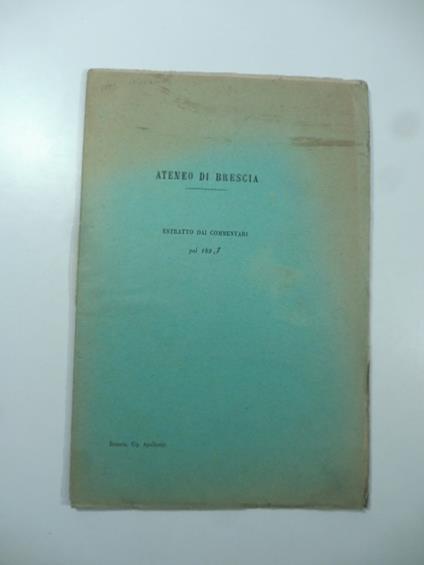 ATENEO DI BRESCIA
ESTRATTO DAI COMMENTARI
pel
Brescia, Tip. Apollonio